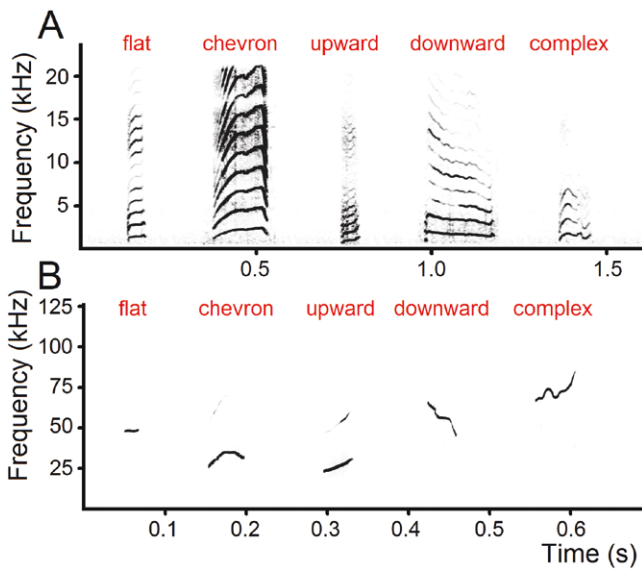 A
flat chevron upward downward complex
Frequency (kHz)
20
15
10
5
0.5 1.0 1.5
B
flat chevron upward downward complex
Frequency (kHz)
125
100
75
50
25
0.1 0.2 0.3 0.4 0.5 0.6
Time (s)